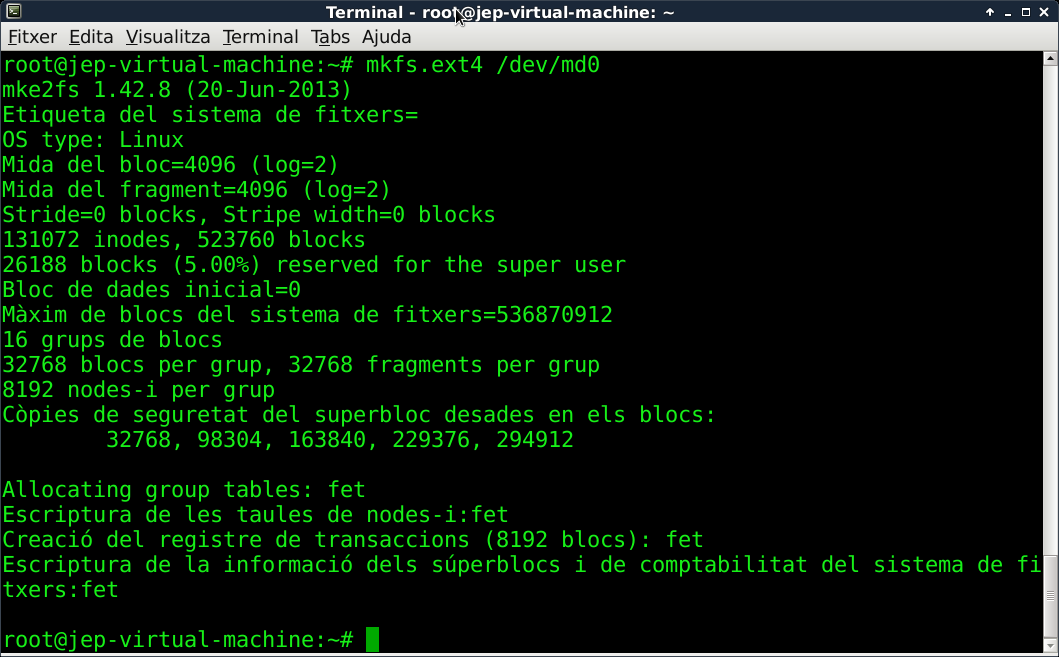 Terminal - root@jep-virtual-machine: ~
Fitxer Edita Visualitza Terminal Tabs Ajuda
root@jep-virtual-machine:~# mkfs.ext4 /dev/md0
mke2fs 1.42.8 (20-Jun-2013)
Etiqueta del sistema de fitxers=
OS type: Linux
Mida del bloc=4096 (log=2)
Mida del fragment=4096 (log=2)
Stride=0 blocks, Stripe width=0 blocks
131072 inodes, 523760 blocks
26188 blocks (5.00%) reserved for the super user
Bloc de dades inicial=0
Màxim de blocs del sistema de fitxers=536870912
16 grups de blocs
32768 blocs per grup, 32768 fragments per grup
8192 nodes-i per grup
Còpies de seguretat del superbloc desades en els blocs:
        32768, 98304, 163840, 229376, 294912

Allocating group tables: fet
Escriptura de les taules de nodes-i:fet
Creació del registre de transaccions (8192 blocs): fet
Escriptura de la informació dels súperblocs i de comptabilitat del sistema de fi
txers:fet

root@jep-virtual-machine:~#